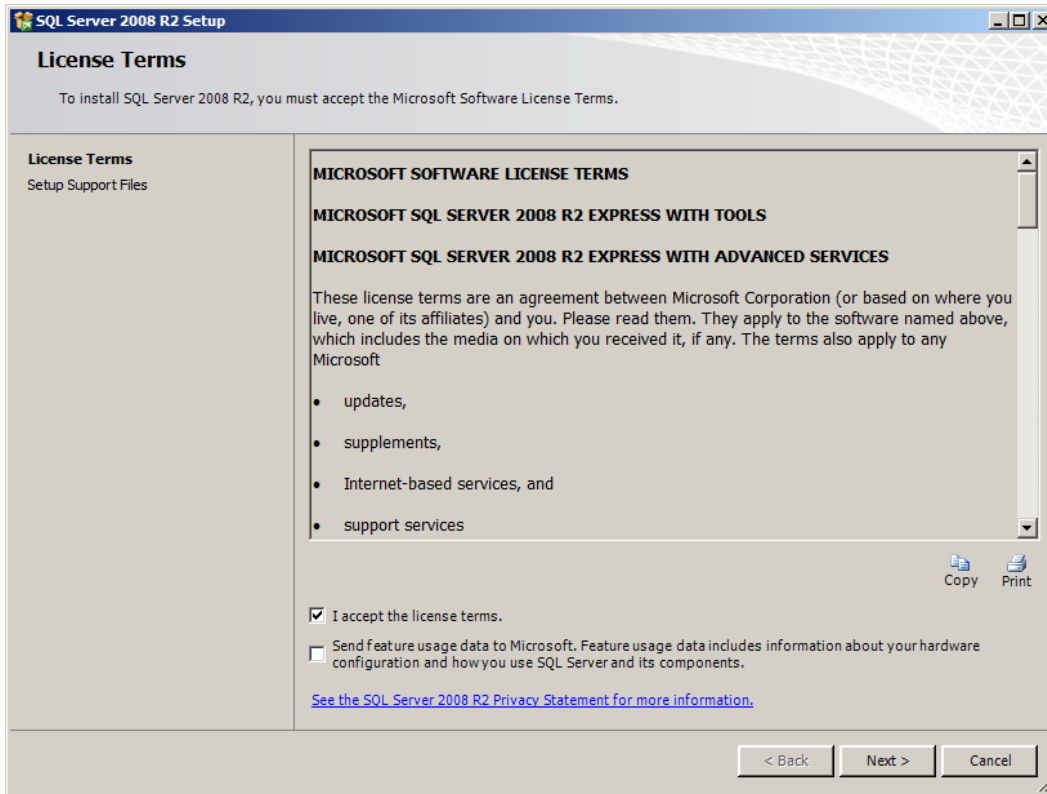 SQL Server 2008 R2 Setup
License Terms
To install SQL Server 2008 R2, you must accept the Microsoft Software License Terms.
License Terms
Setup Support Files
MICROSOFT SOFTWARE LICENSE TERMS
MICROSOFT SQL SERVER 2008 R2 EXPRESS WITH TOOLS
MICROSOFT SQL SERVER 2008 R2 EXPRESS WITH ADVANCED SERVICES
These license terms are an agreement between Microsoft Corporation (or based on where you
live, one of its affiliates) and you. Please read them. They apply to the software named above,
which includes the media on which you received it, if any. The terms also apply to any
Microsoft
• updates,
• supplements,
• Internet-based services, and
• support services
Copy Print
I accept the license terms.
Send feature usage data to Microsoft. Feature usage data includes information about your hardware
configuration and how you use SQL Server and its components.
See the SQL Server 2008 R2 Privacy Statement for more information.
< Back Next > Cancel